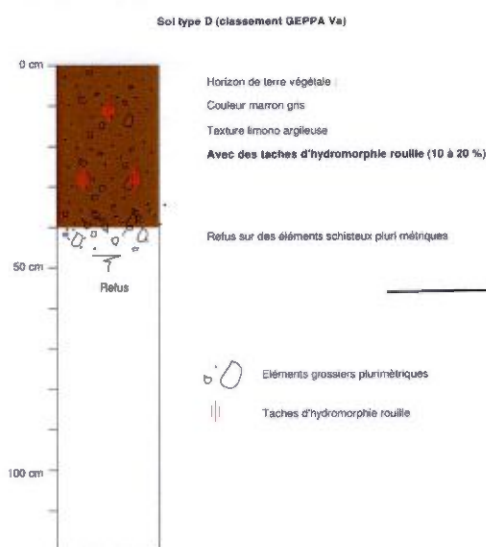 Sol type D (classement GEPPA Va)
0 cm
Horizon de terre végétale :
Couleur marron gris
Texture limono argileuse
Avec des taches d'hydromorphie rouille (10 à 20 %)
Refus sur des éléments schisteux pluri métriques
50 cm
Refus
Eléments grossiers plurimètriques
Taches d'hydromorphie rouille
100 cm